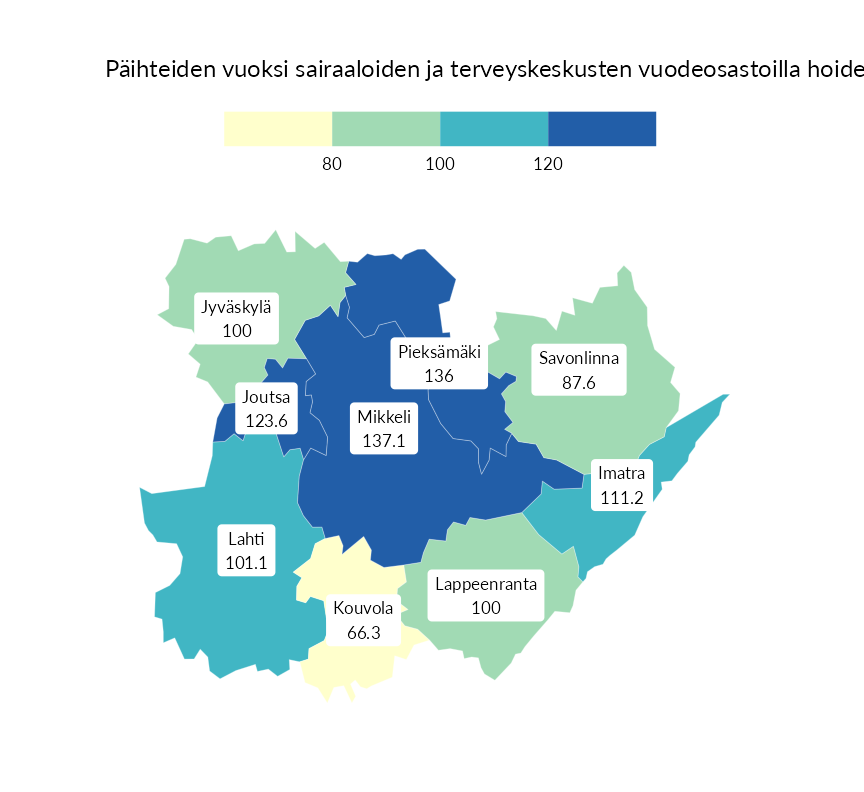 Päihteiden vuoksi sairaaloiden ja terveyskeskusten vuodeosastoilla hoide
80
100
120
Jyväskylä
100
Pieksämäki
136
Savonlinna
87.6
Joutsa
123.6
Mikkeli
137.1
Imatra
111.2
Lahti
101.1
Lappeenranta
100
Kouvola
66.3